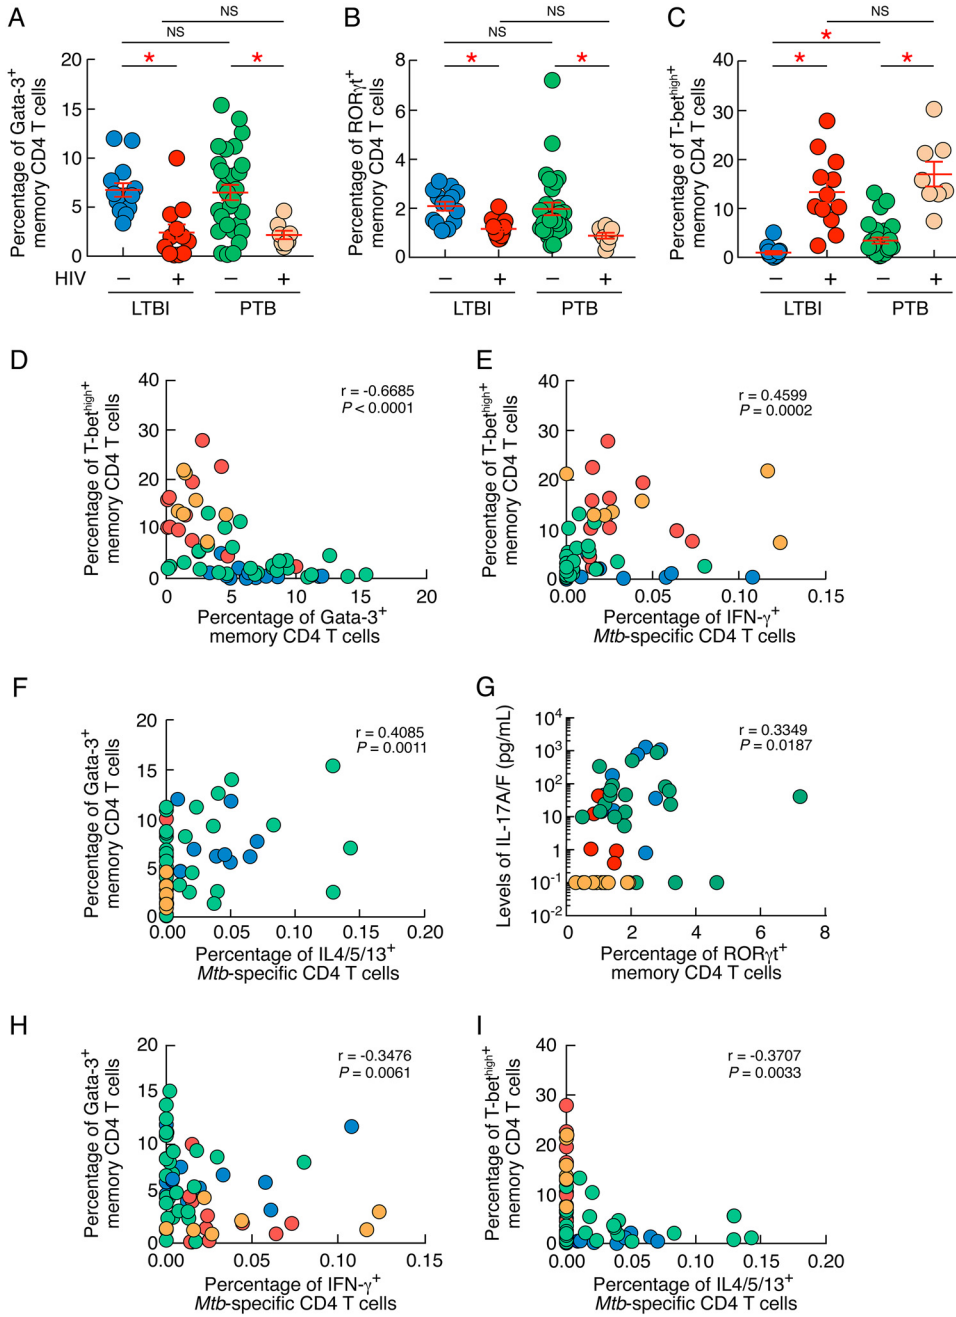 A
NS
NS
*
*
Percentage of Gata-3+
memory CD4 T cells
20
15
10
5
0
HIV
–
+
–
+
LTBI
PTB
B
NS
NS
*
*
Percentage of RORγt+
memory CD4 T cells
8
6
4
2
0
–
+
–
+
LTBI
PTB
C
NS
*
*
*
Percentage of T-bethigh+
memory CD4 T cells
40
30
20
10
0
–
+
–
+
LTBI
PTB
D
r = -0.6685
P < 0.0001
Percentage of T-bethigh+
memory CD4 T cells
40
30
20
10
0
0 5 10 15 20
Percentage of Gata-3+
memory CD4 T cells
E
r = 0.4599
P = 0.0002
Percentage of T-bethigh+
memory CD4 T cells
40
30
20
10
0
0.00 0.05 0.10 0.15
Percentage of IFN-γ+
Mtb-specific CD4 T cells
F
r = 0.4085
P = 0.0011
Percentage of Gata-3+
memory CD4 T cells
20
15
10
5
0
0.00 0.05 0.10 0.15 0.20
Percentage of IL4/5/13+
Mtb-specific CD4 T cells
G
r = 0.3349
P = 0.0187
Levels of IL-17A/F (pg/mL)
104
103
102
10
1
10-1
10-2
0 2 4 6 8
Percentage of RORγt+
memory CD4 T cells
H
r = -0.3476
P = 0.0061
Percentage of Gata-3+
memory CD4 T cells
20
15
10
5
0
0.00 0.05 0.10 0.15
Percentage of IFN-γ+
Mtb-specific CD4 T cells
I
r = -0.3707
P = 0.0033
Percentage of T-bethigh+
memory CD4 T cells
40
30
20
10
0
0.00 0.05 0.10 0.15 0.20
Percentage of IL4/5/13+
Mtb-specific CD4 T cells